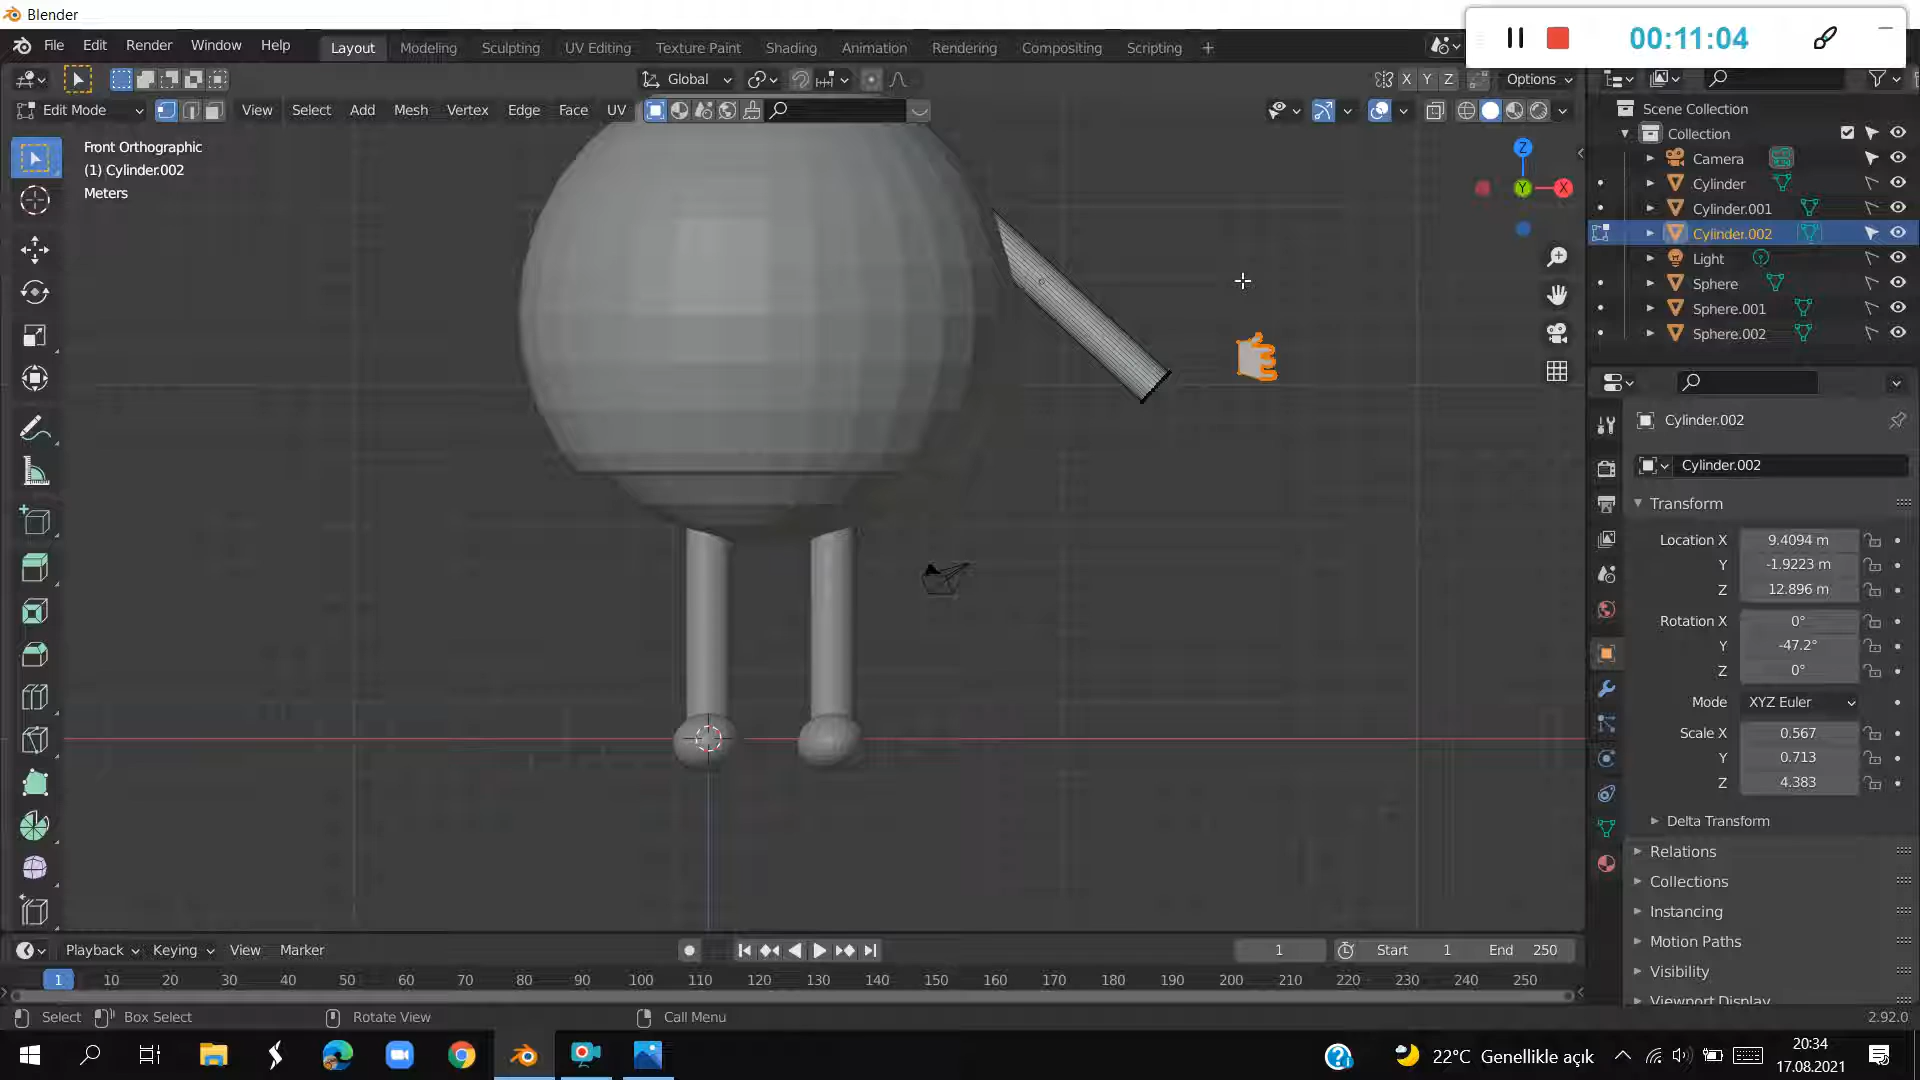 Blender
File Edit Render Window Help Layout Modeling Sculpting UV Editing Texture Paint Shading Animation Rendering Compositing Scripting +
00:11:04
Global X Y Z Options
Edit Mode View Select Add Mesh Vertex Edge Face UV
Front Orthographic
(1) Cylinder.002
Meters
Z
Y
X
Scene Collection
Collection
Camera
Cylinder
Cylinder.001
Cylinder.002
Light
Sphere
Sphere.001
Sphere.002
Cylinder.002
Cylinder.002
Transform
Location X 9.4094 m
Y -1.9223 m
Z 12.896 m
Rotation X 0°
Y -47.2°
Z 0°
Mode XYZ Euler
Scale X 0.567
Y 0.713
Z 4.383
Delta Transform
Relations
Collections
Instancing
Motion Paths
Visibility
Viewport Display
Playback Keying View Marker 1 Start 1 End 250
1 10 20 30 40 50 60 70 80 90 100 110 120 130 140 150 160 170 180 190 200 210 220 230 240 250
Select Box Select Rotate View Call Menu 2.92.0
22°C Genellikle açık
20:34
17.08.2021